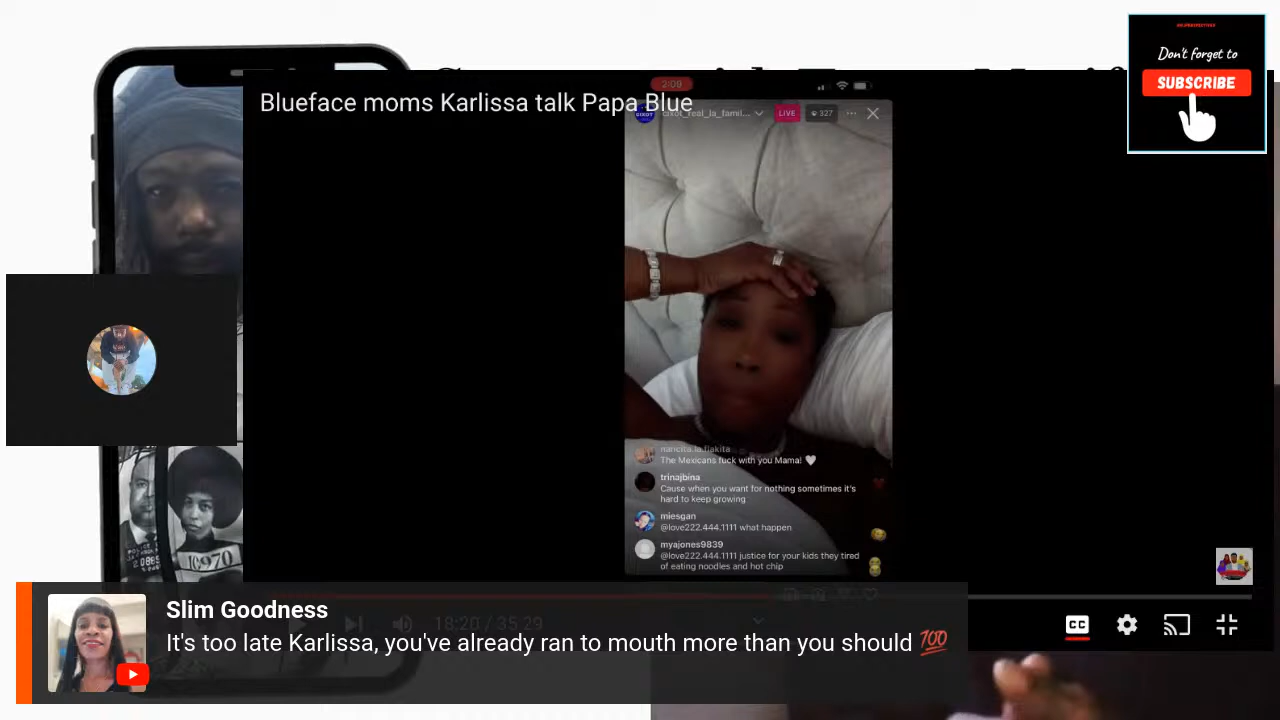 Don't forget to
SUBSCRIBE
Blueface moms Karlissa talk Papa Blue
2:09
cixot_real_la_famil...
LIVE
327
nancita.la.flakita
The Mexicans fuck with you Mama! 🤍
trinajbina
Cause when you want for nothing sometimes it's
hard to keep growing
miesgan
@love222.444.1111 what happen
myajones9839
@love222.444.1111 justice for your kids they tired
of eating noodles and hot chip
Slim Goodness
18:20 / 35:29
It's too late Karlissa, you've already ran to mouth more than you should 💯
CC